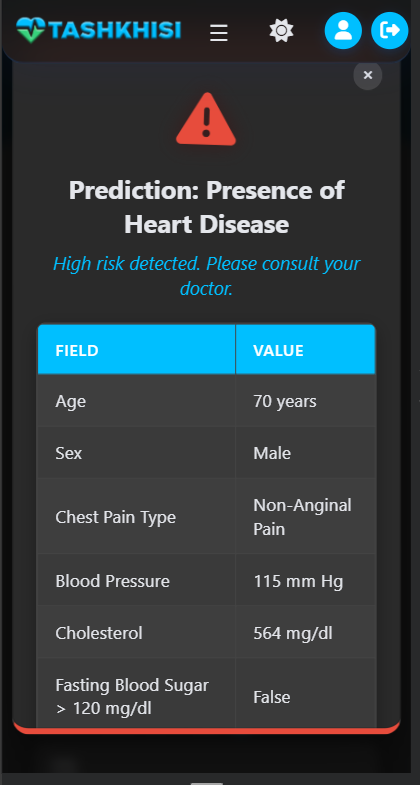 TASHKHISI
Prediction: Presence of
Heart Disease
High risk detected. Please consult your
doctor.
FIELD VALUE
Age 70 years
Sex Male
Chest Pain Type Non-Anginal
Pain
Blood Pressure 115 mm Hg
Cholesterol 564 mg/dl
Fasting Blood Sugar
> 120 mg/dl False